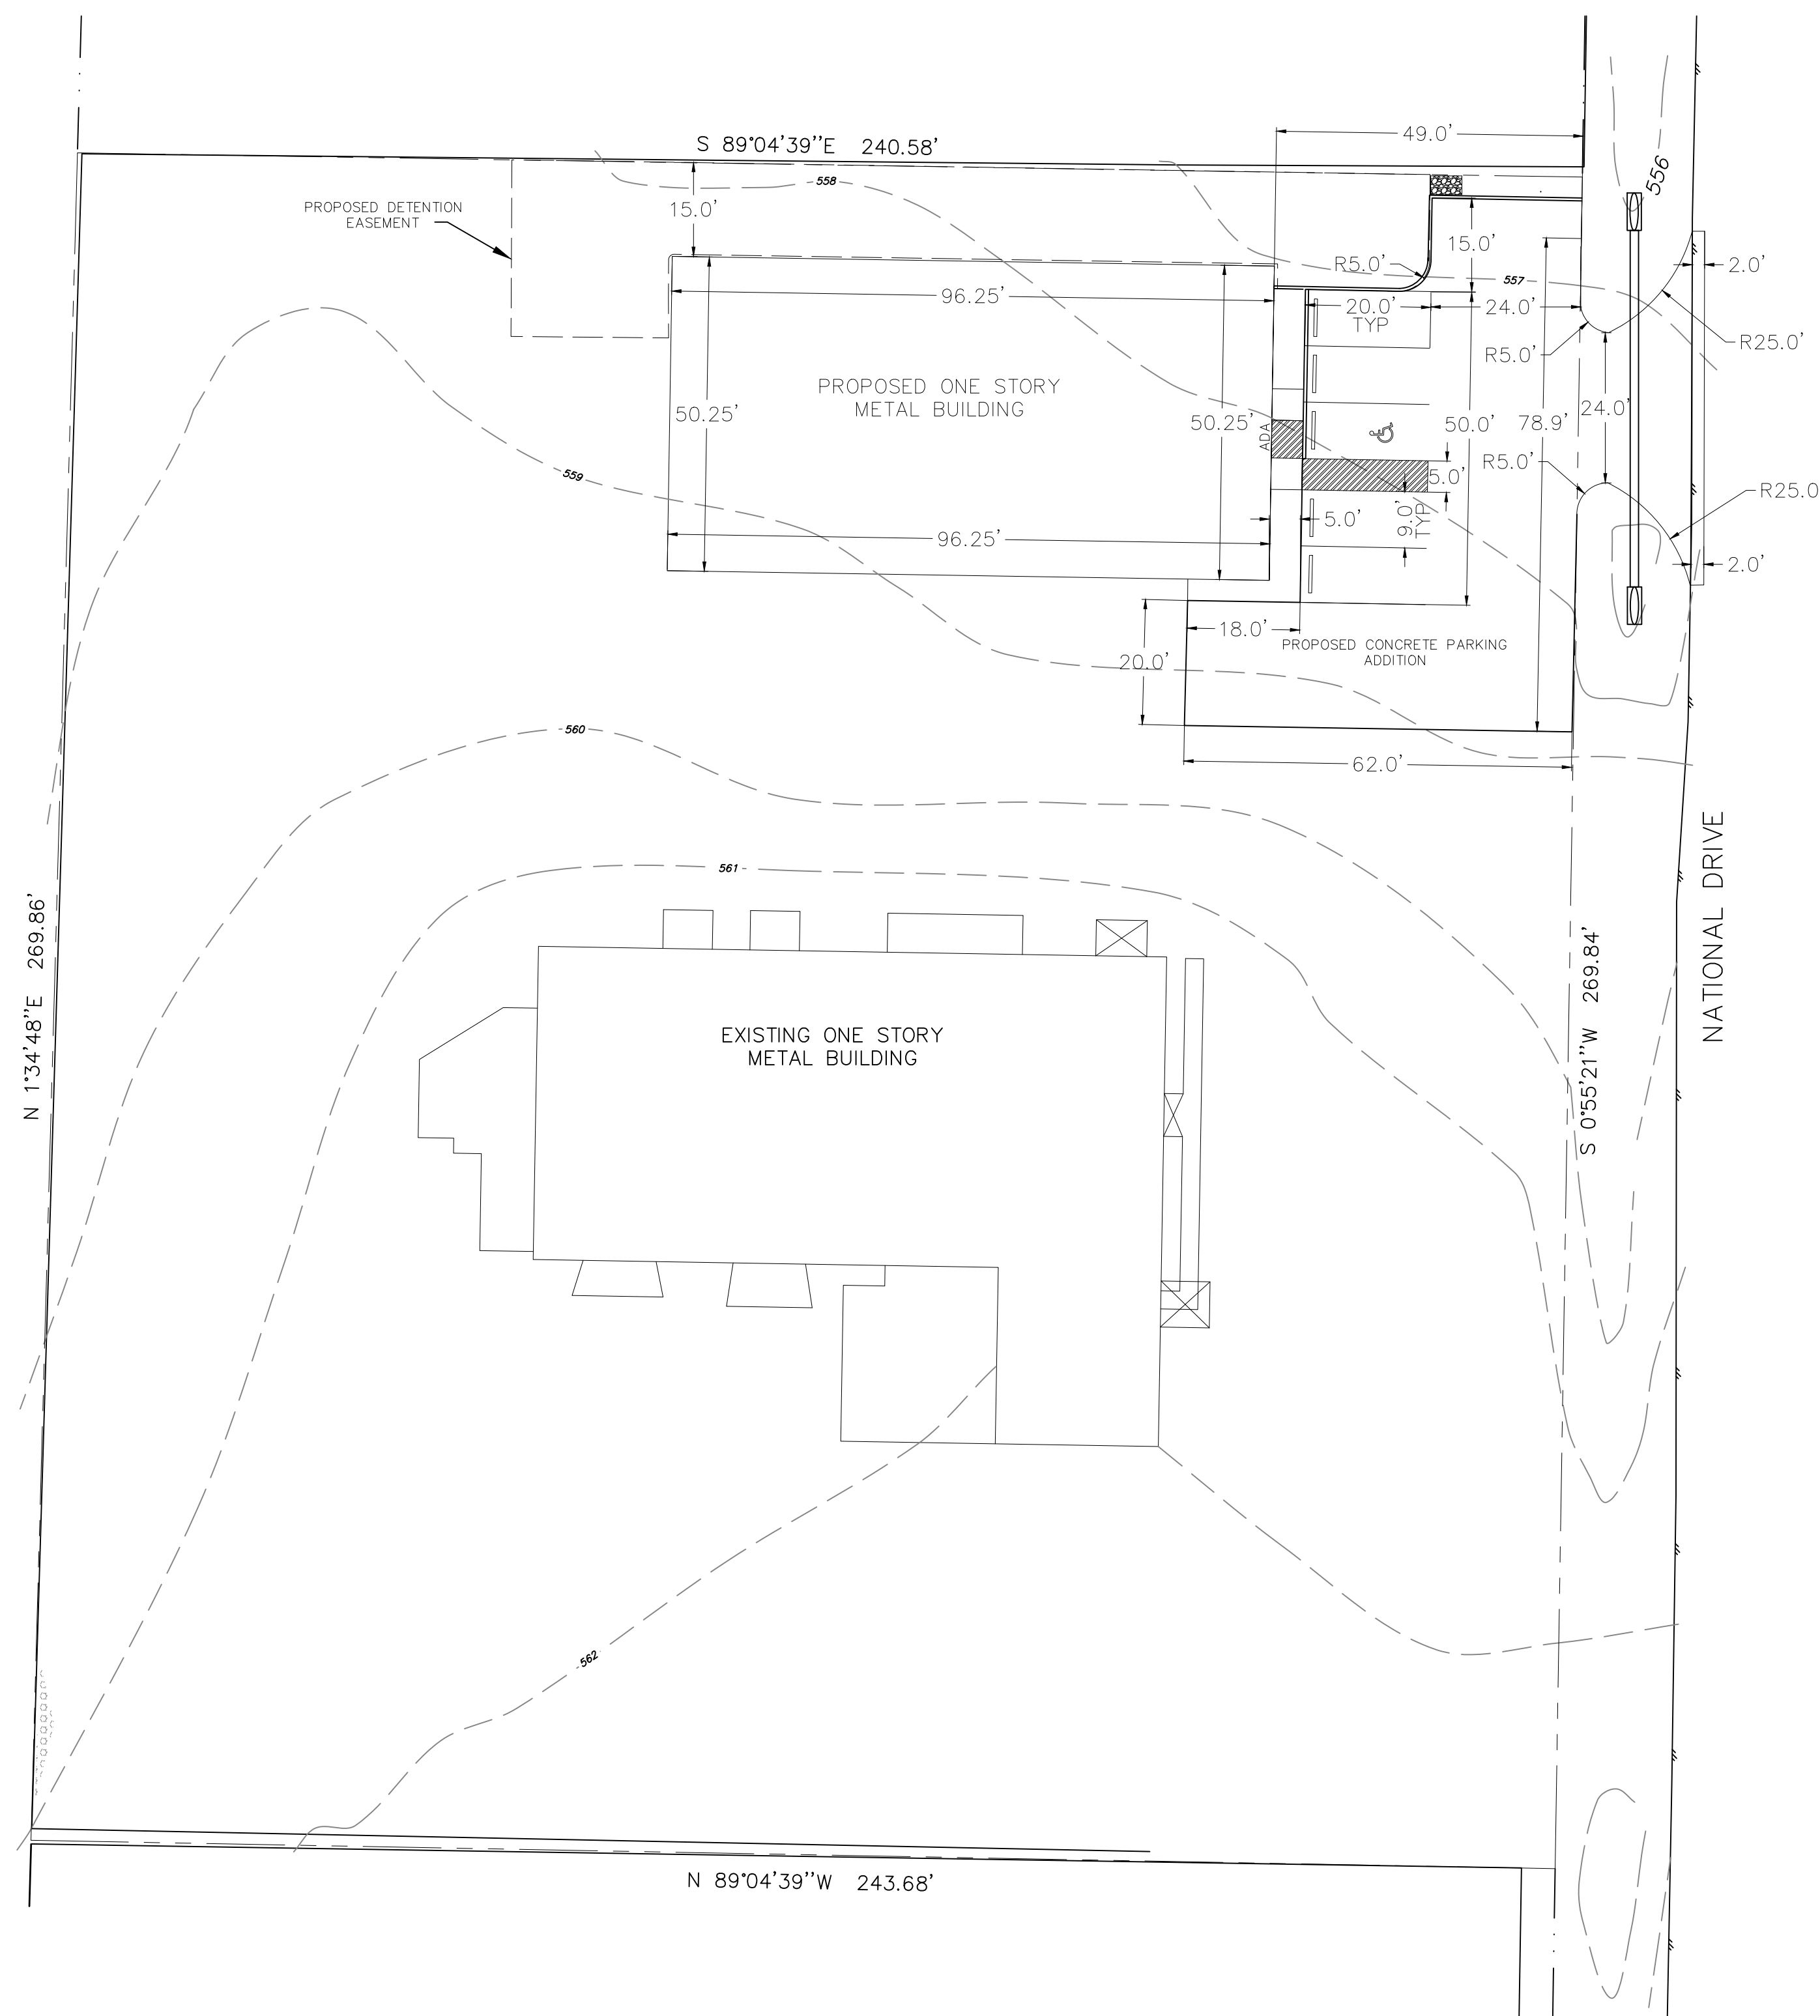 49.0'
S 89°04'39''E 240.58'
556
558
PROPOSED DETENTION
EASEMENT
15.0'
15.0'
R5.0'
2.0'
557
96.25'
20.0'
TYP
24.0'
R5.0'
R25.0'
PROPOSED ONE STORY
METAL BUILDING
50.25'
50.25'
ADA
50.0'
78.9'
24.0'
559
R5.0'
5.0'
R25.0
9.0'
TYP
5.0'
96.25'
2.0'
18.0'
PROPOSED CONCRETE PARKING
ADDITION
20.0'
560
62.0'
561
NATIONAL DRIVE
N 1°34'48''E 269.86'
S 0°55'21''W 269.84'
EXISTING ONE STORY
METAL BUILDING
562
N 89°04'39''W 243.68'